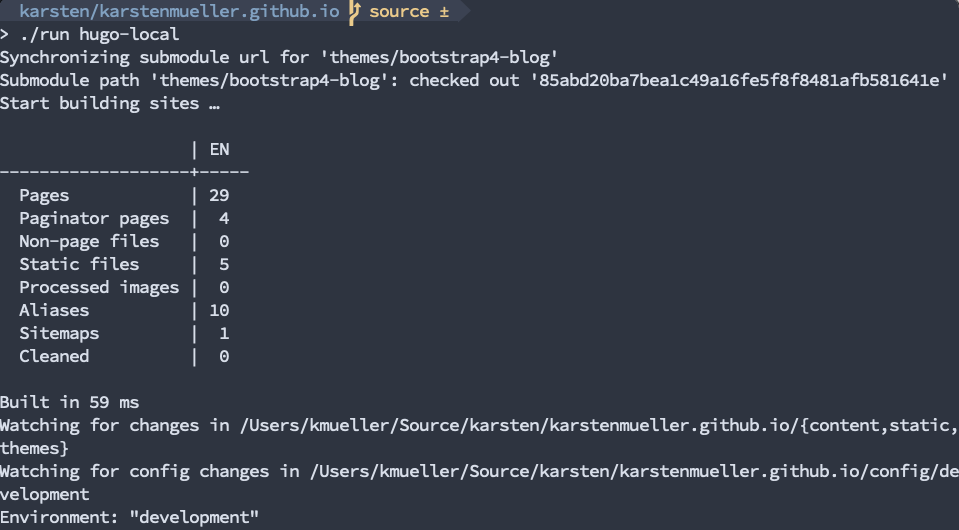 karsten/karstenmueller.github.io source ±
> ./run hugo-local
Synchronizing submodule url for 'themes/bootstrap4-blog'
Submodule path 'themes/bootstrap4-blog': checked out '85abd20ba7bea1c49a16fe5f8f8481afb581641e'
Start building sites …
| EN
-------------------+-----
Pages | 29
Paginator pages | 4
Non-page files | 0
Static files | 5
Processed images | 0
Aliases | 10
Sitemaps | 1
Cleaned | 0
Built in 59 ms
Watching for changes in /Users/kmueller/Source/karsten/karstenmueller.github.io/{content,static,
themes}
Watching for config changes in /Users/kmueller/Source/karsten/karstenmueller.github.io/config/de
velopment
Environment: "development"